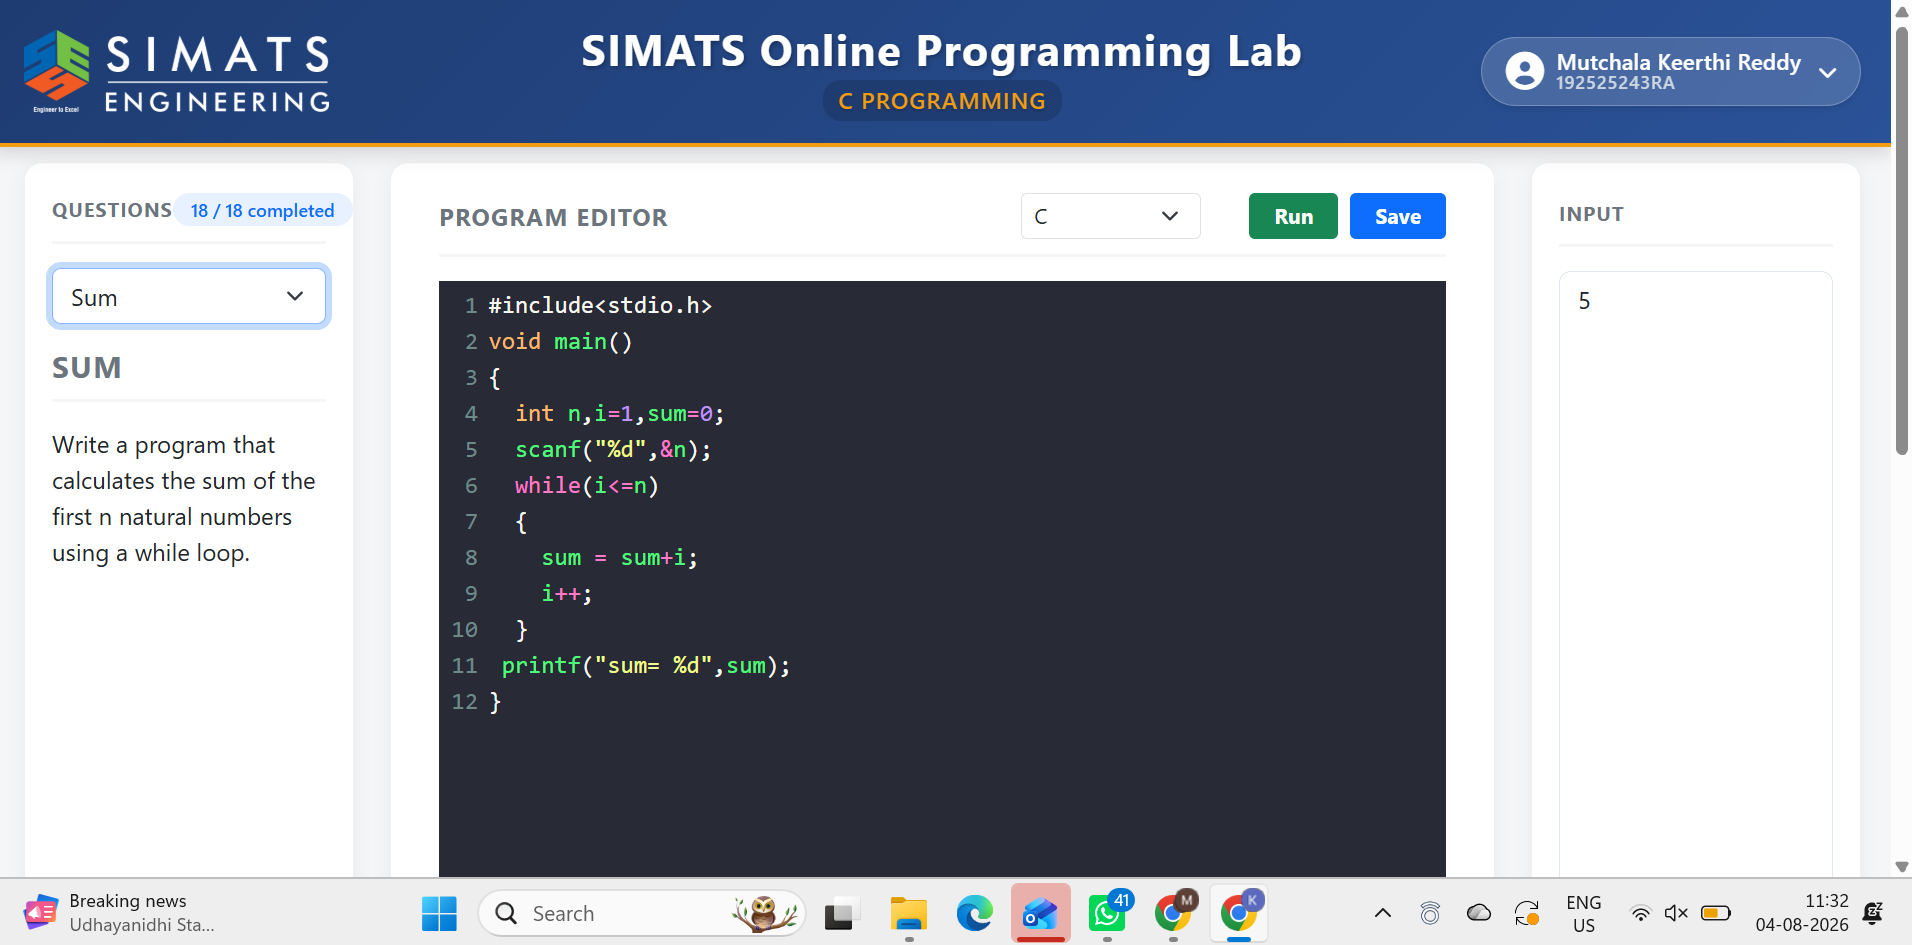 SIMATS
ENGINEERING
Engineer to Excel
SIMATS Online Programming Lab
C PROGRAMMING
Mutchala Keerthi Reddy
192525243RA
QUESTIONS
18 / 18 completed
Sum
SUM
Write a program that
calculates the sum of the
first n natural numbers
using a while loop.
PROGRAM EDITOR
C
Run
Save
1 #include<stdio.h>
2 void main()
3 {
4   int n,i=1,sum=0;
5   scanf("%d",&n);
6   while(i<=n)
7   {
8     sum = sum+i;
9     i++;
10   }
11  printf("sum= %d",sum);
12 }
INPUT
5
Breaking news
Udhayanidhi Sta...
Search
41
M
K
ENG
US
11:32
04-08-2026